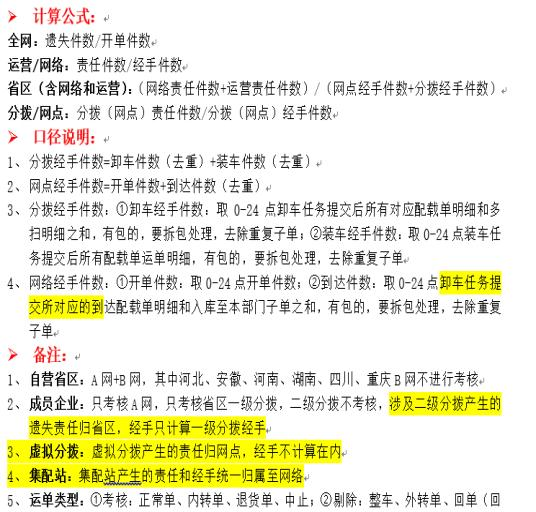 ➢ 计算公式：
全网：遗失件数/开单件数
运营/网络：责任件数/经手件数
省区（含网络和运营）：（网络责任件数+运营责任件数）/（网点经手件数+分拨经手件数）
分拨/网点：分拨（网点）责任件数/分拨（网点）经手件数
➢ 口径说明：
1、分拨经手件数=卸车件数（去重）+装车件数（去重）
2、网点经手件数=开单件数+到达件数（去重）
3、分拨经手件数：①卸车经手件数：取 0-24 点卸车任务提交后所有对应配载单明细和多
扫明细之和，有包的，要拆包处理，去除重复子单；②装车经手件数：取 0-24 点装车任
务提交后所有配载单运单明细，有包的，要拆包处理，去除重复子单
4、网络经手件数：①开单件数：取 0-24 点开单件数；②到达件数：取 0-24 点卸车任务提
交所对应的到达配载单明细和入库至本部门子单之和，有包的，要拆包处理，去除重复
子单
➢ 备注：
1、自营省区：A 网+B 网，其中河北、安徽、河南、湖南、四川、重庆 B 网不进行考核
2、成员企业：只考核 A 网，只考核省区一级分拨，二级分拨不考核，涉及二级分拨产生的
遗失责任归省区，经手只计算一级分拨经手
3、虚拟分拨：虚拟分拨产生的责任归网点，经手不计算在内
4、集配站：集配站产生的责任和经手统一归属至网络
5、运单类型：①考核：正常单、内转单、退货单、中止；②剔除：整车、外转单、回单（回